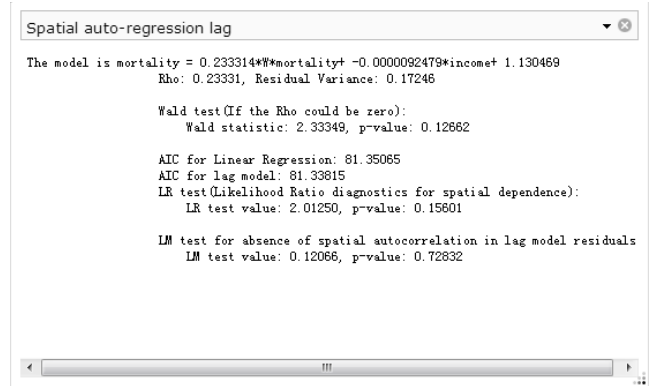 Spatial auto-regression lag
The model is mortality = 0.233314*W*mortality+ -0.0000092479*income+ 1.130469
Rho: 0.23331, Residual Variance: 0.17246
Wald test(If the Rho could be zero):
Wald statistic: 2.33349, p-value: 0.12662
AIC for Linear Regression: 81.35065
AIC for lag model: 81.33815
LR test(Likelihood Ratio diagnostics for spatial dependence):
LR test value: 2.01250, p-value: 0.15601
LM test for absence of spatial autocorrelation in lag model residuals
LM test value: 0.12066, p-value: 0.72832